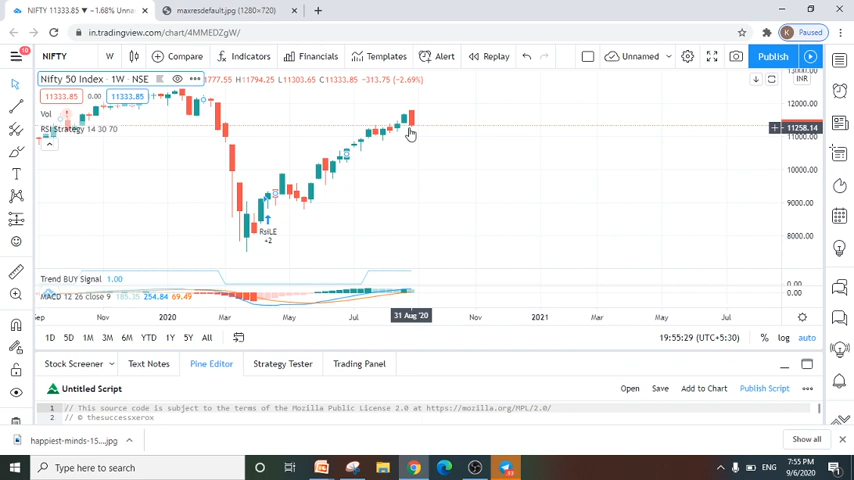 NIFTY 11333.85 ▼ −1.68% Unna
maxresdefault.jpg (1280×720)
in.tradingview.com/chart/4MMEDZgW/
Paused
10
NIFTY W Compare Indicators Financials Templates Alert Replay Unnamed Publish
Nifty 50 Index · 1W · NSE 777.55 H11794.25 L11303.65 C11333.85 −313.75 (−2.69%)
11333.85 0.00 11333.85
Vol
RSI Strategy 14 30 70
RsiLE
+2
Trend BUY Signal 1.00
MACD 12 26 close 9 185.35 254.84 69.49
13000.00
INR
12000.00
11258.14
10000.00
9000.00
8000.00
0.00
0.00
Sep Nov 2020 Mar May Jul 31 Aug '20 Nov 2021 Mar May Jul
1D 5D 1M 3M 6M YTD 1Y 5Y All 19:55:29 (UTC+5:30) % log auto
Stock Screener Text Notes Pine Editor Strategy Tester Trading Panel
Untitled Script Open Save Add to Chart Publish Script
1 // This source code is subject to the terms of the Mozilla Public License 2.0 at https://mozilla.org/MPL/2.0/
2 // © thesuccessxerox
happiest-minds-15....jpg Show all
Type here to search
ENG
7:55 PM
9/6/2020